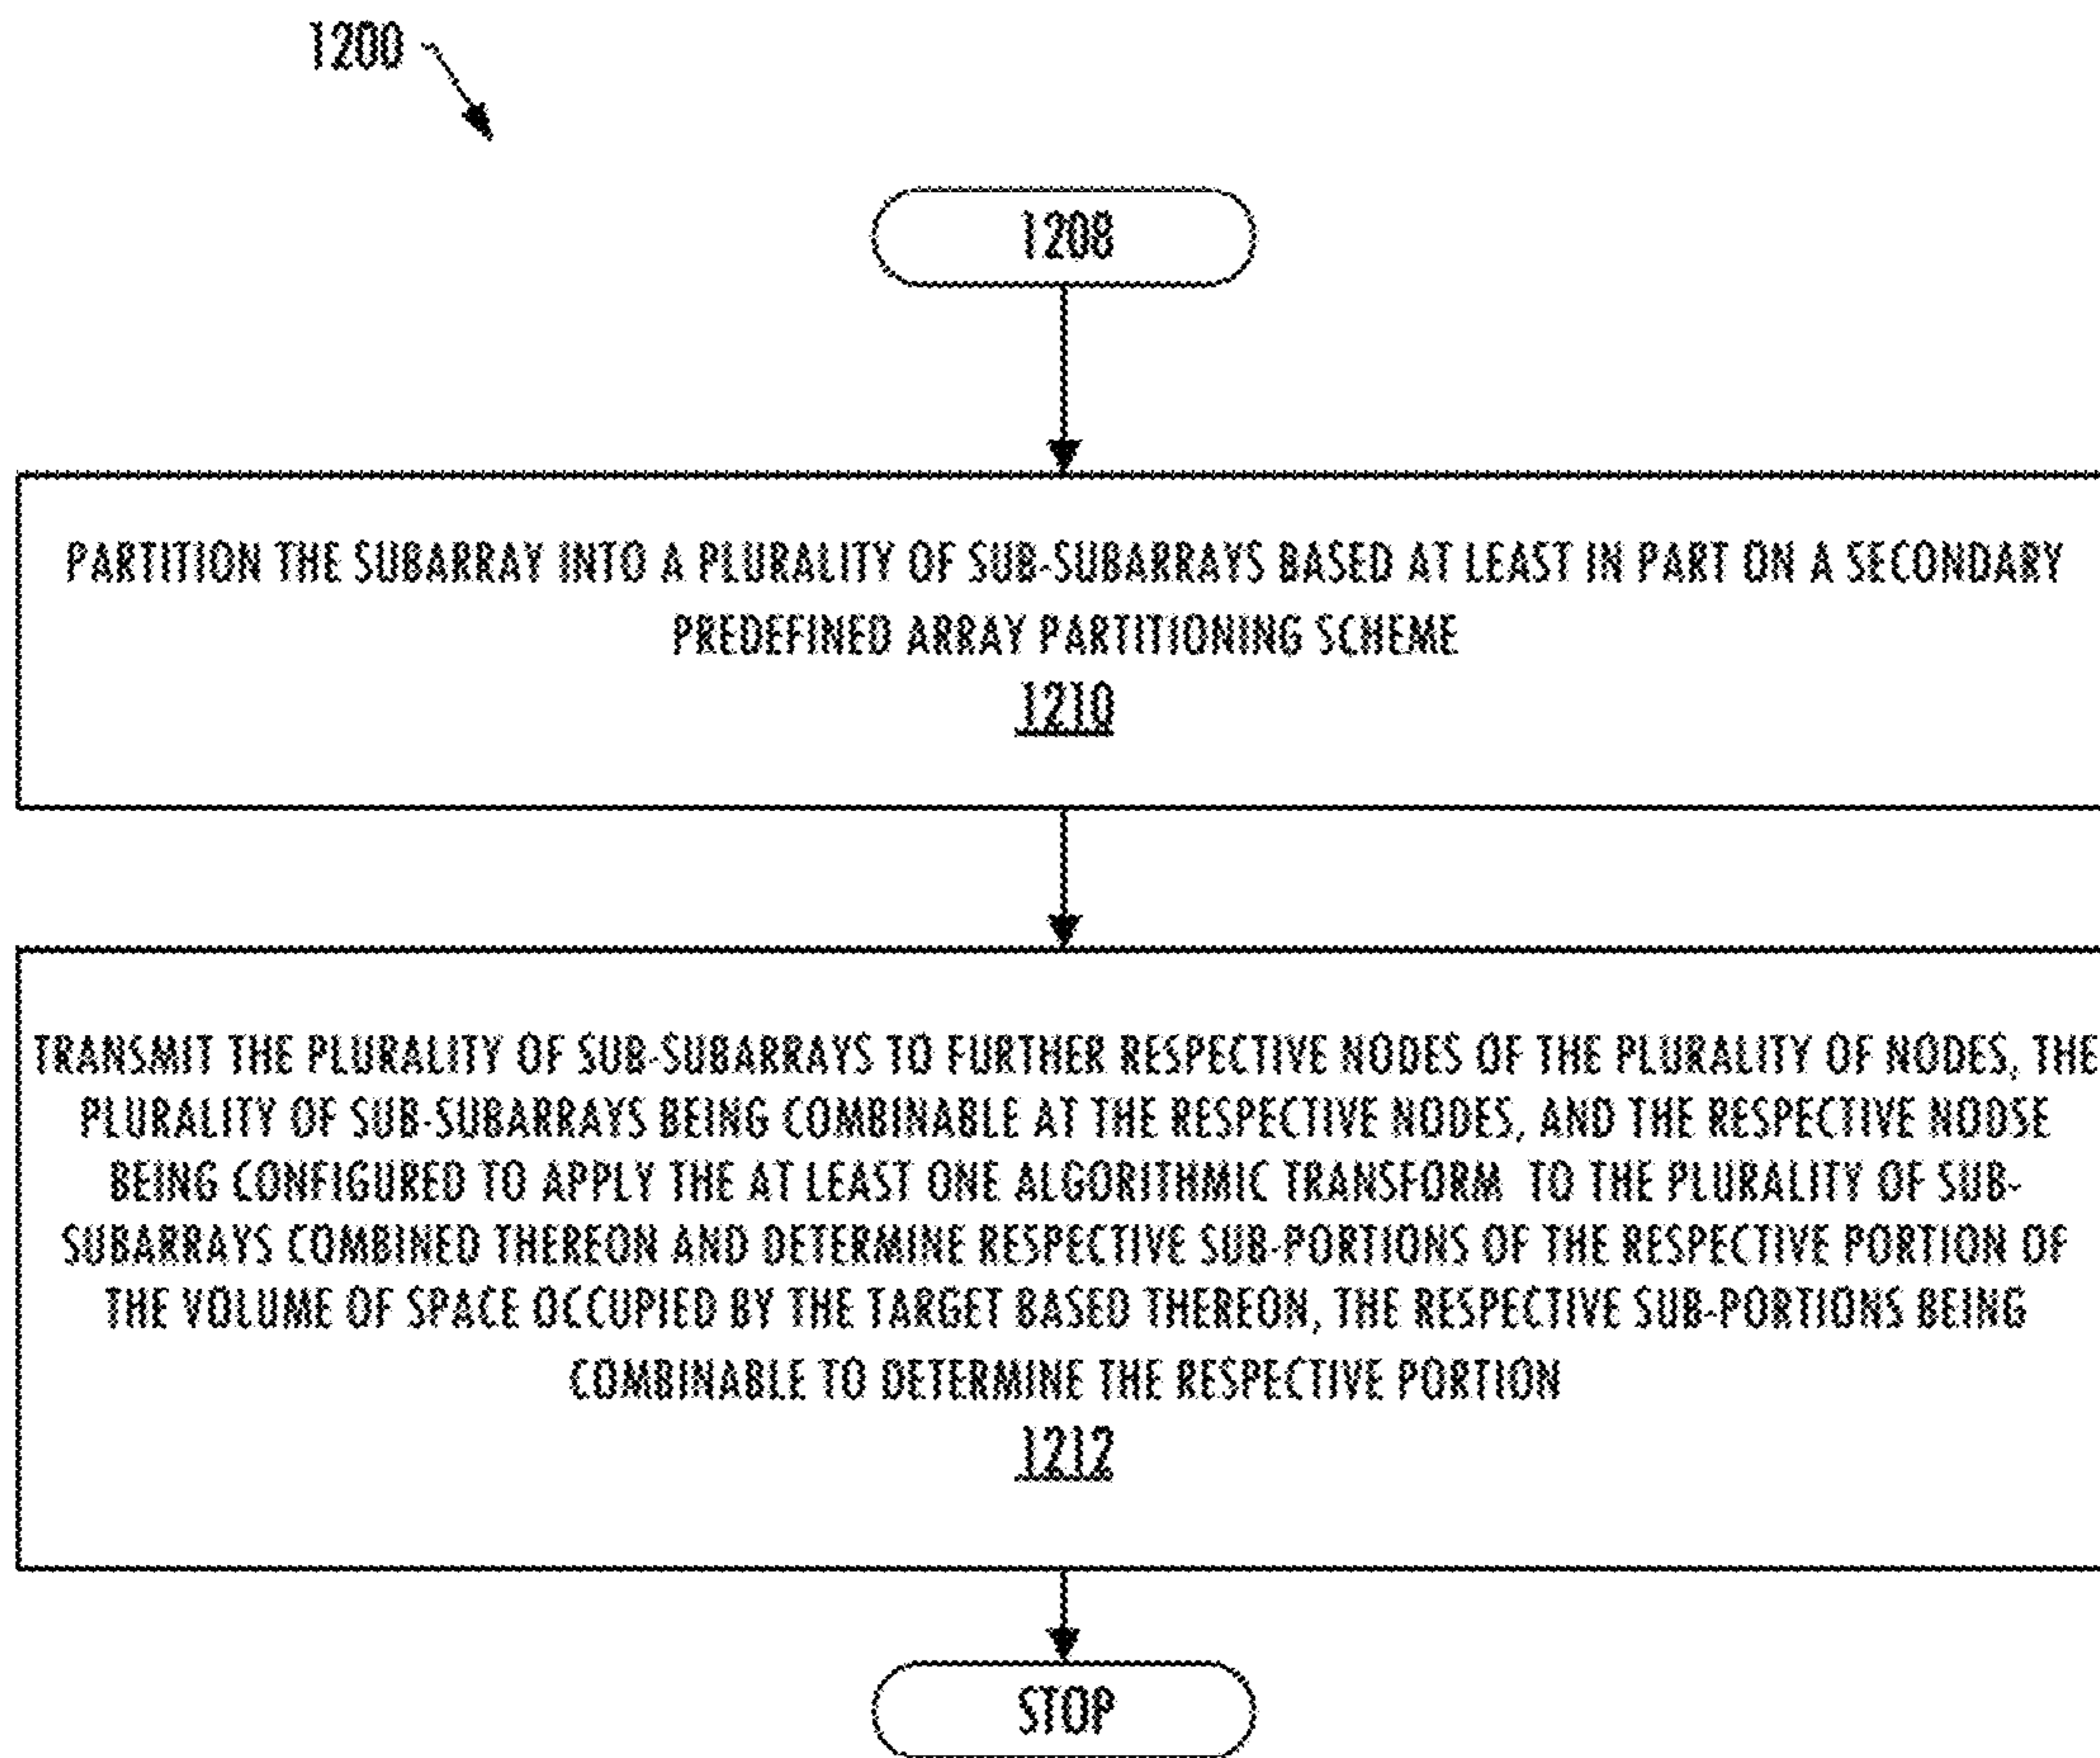 1200
1208
PARTITION THE SUBARRAY INTO A PLURALITY OF SUB-SUBARRAYS BASED AT LEAST IN PART ON A SECONDARY
PREDEFINED ARRAY PARTITIONING SCHEME
1210
TRANSMIT THE PLURALITY OF SUB-SUBARRAYS TO FURTHER RESPECTIVE NODES OF THE PLURALITY OF NODES, THE
PLURALITY OF SUB-SUBARRAYS BEING COMBINABLE AT THE RESPECTIVE NODES, AND THE RESPECTIVE NODSE
BEING CONFIGURED TO APPLY THE AT LEAST ONE ALGORITHMIC TRANSFORM TO THE PLURALITY OF SUB-
SUBARRAYS COMBINED THEREON AND DETERMINE RESPECTIVE SUB-PORTIONS OF THE RESPECTIVE PORTION OF
THE VOLUME OF SPACE OCCUPIED BY THE TARGET BASED THEREON, THE RESPECTIVE SUB-PORTIONS BEING
COMBINABLE TO DETERMINE THE RESPECTIVE PORTION
1212
STOP